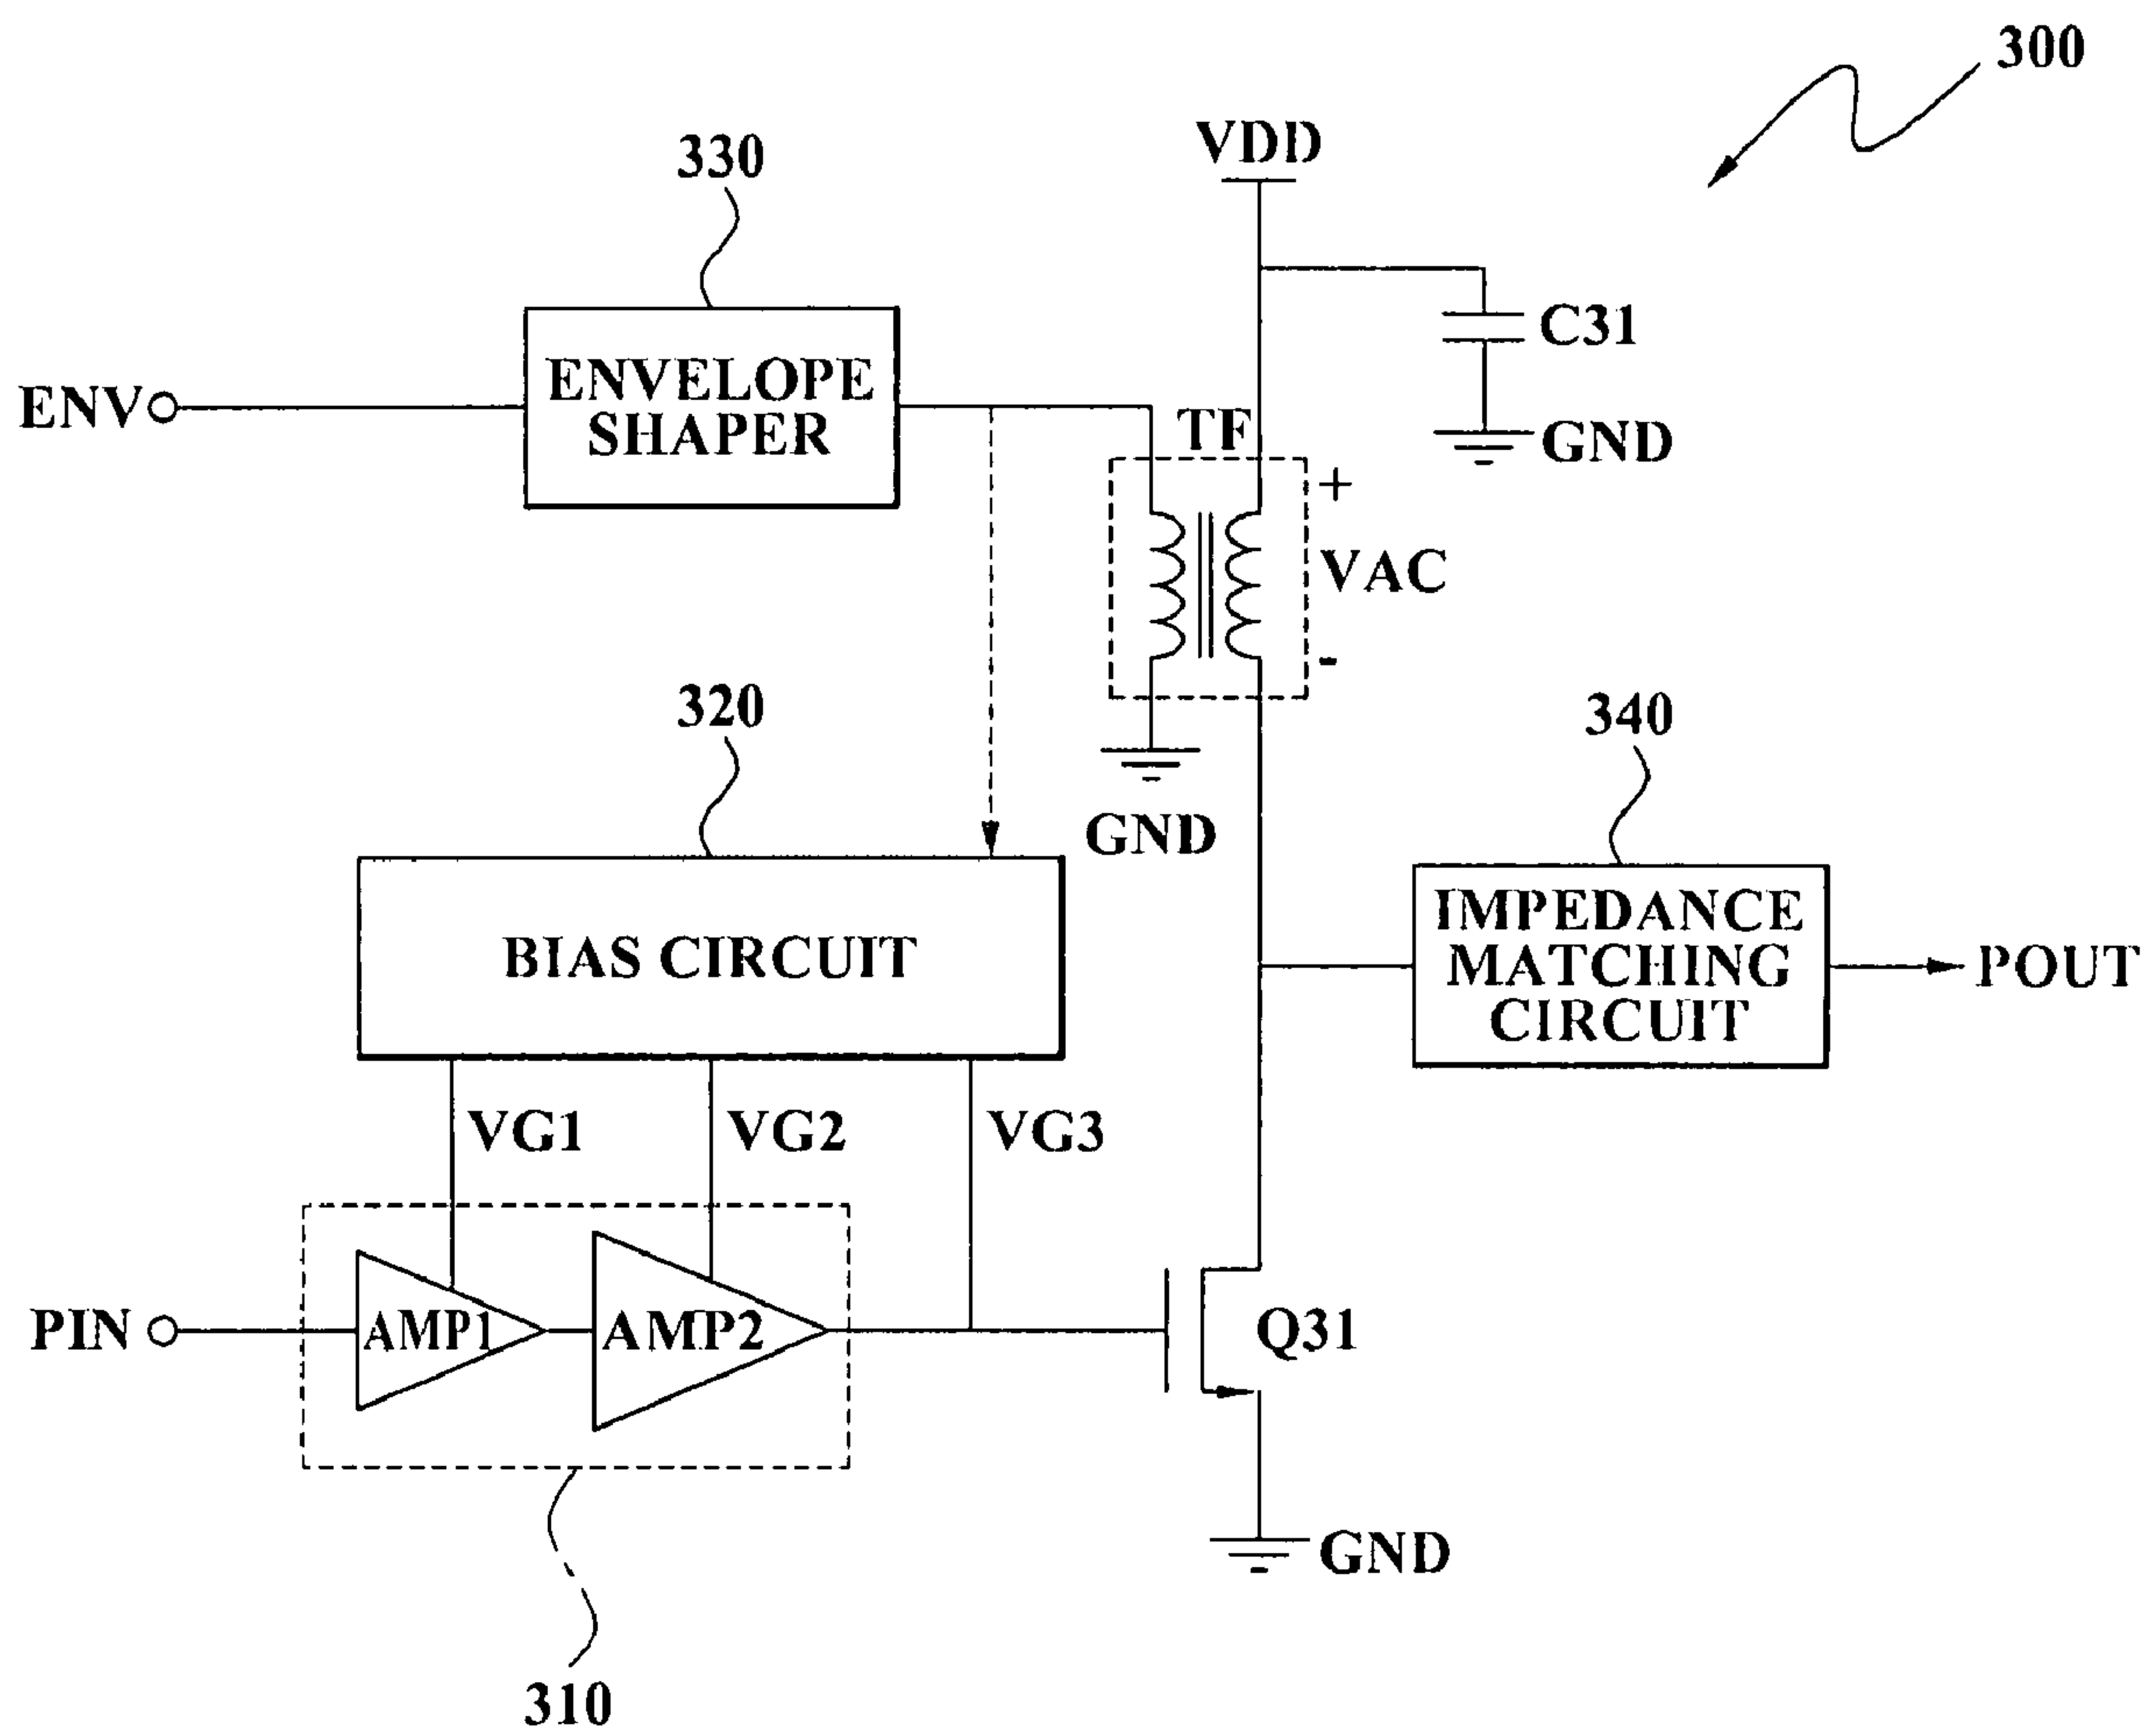 300
VDD
330
C31
ENVELOPE
SHAPER
ENV
TF
GND
+
VAC
-
320
340
GND
BIAS CIRCUIT
IMPEDANCE
MATCHING
CIRCUIT
POUT
VG1
VG2
VG3
PIN
AMP1
AMP2
Q31
GND
310